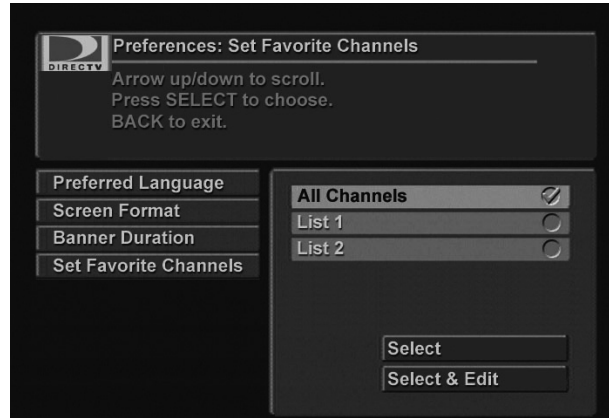 DIRECTV
Preferences: Set Favorite Channels
Arrow up/down to scroll.
Press SELECT to choose.
BACK to exit.
Preferred Language
Screen Format
Banner Duration
Set Favorite Channels
All Channels
List 1
List 2
Select
Select & Edit